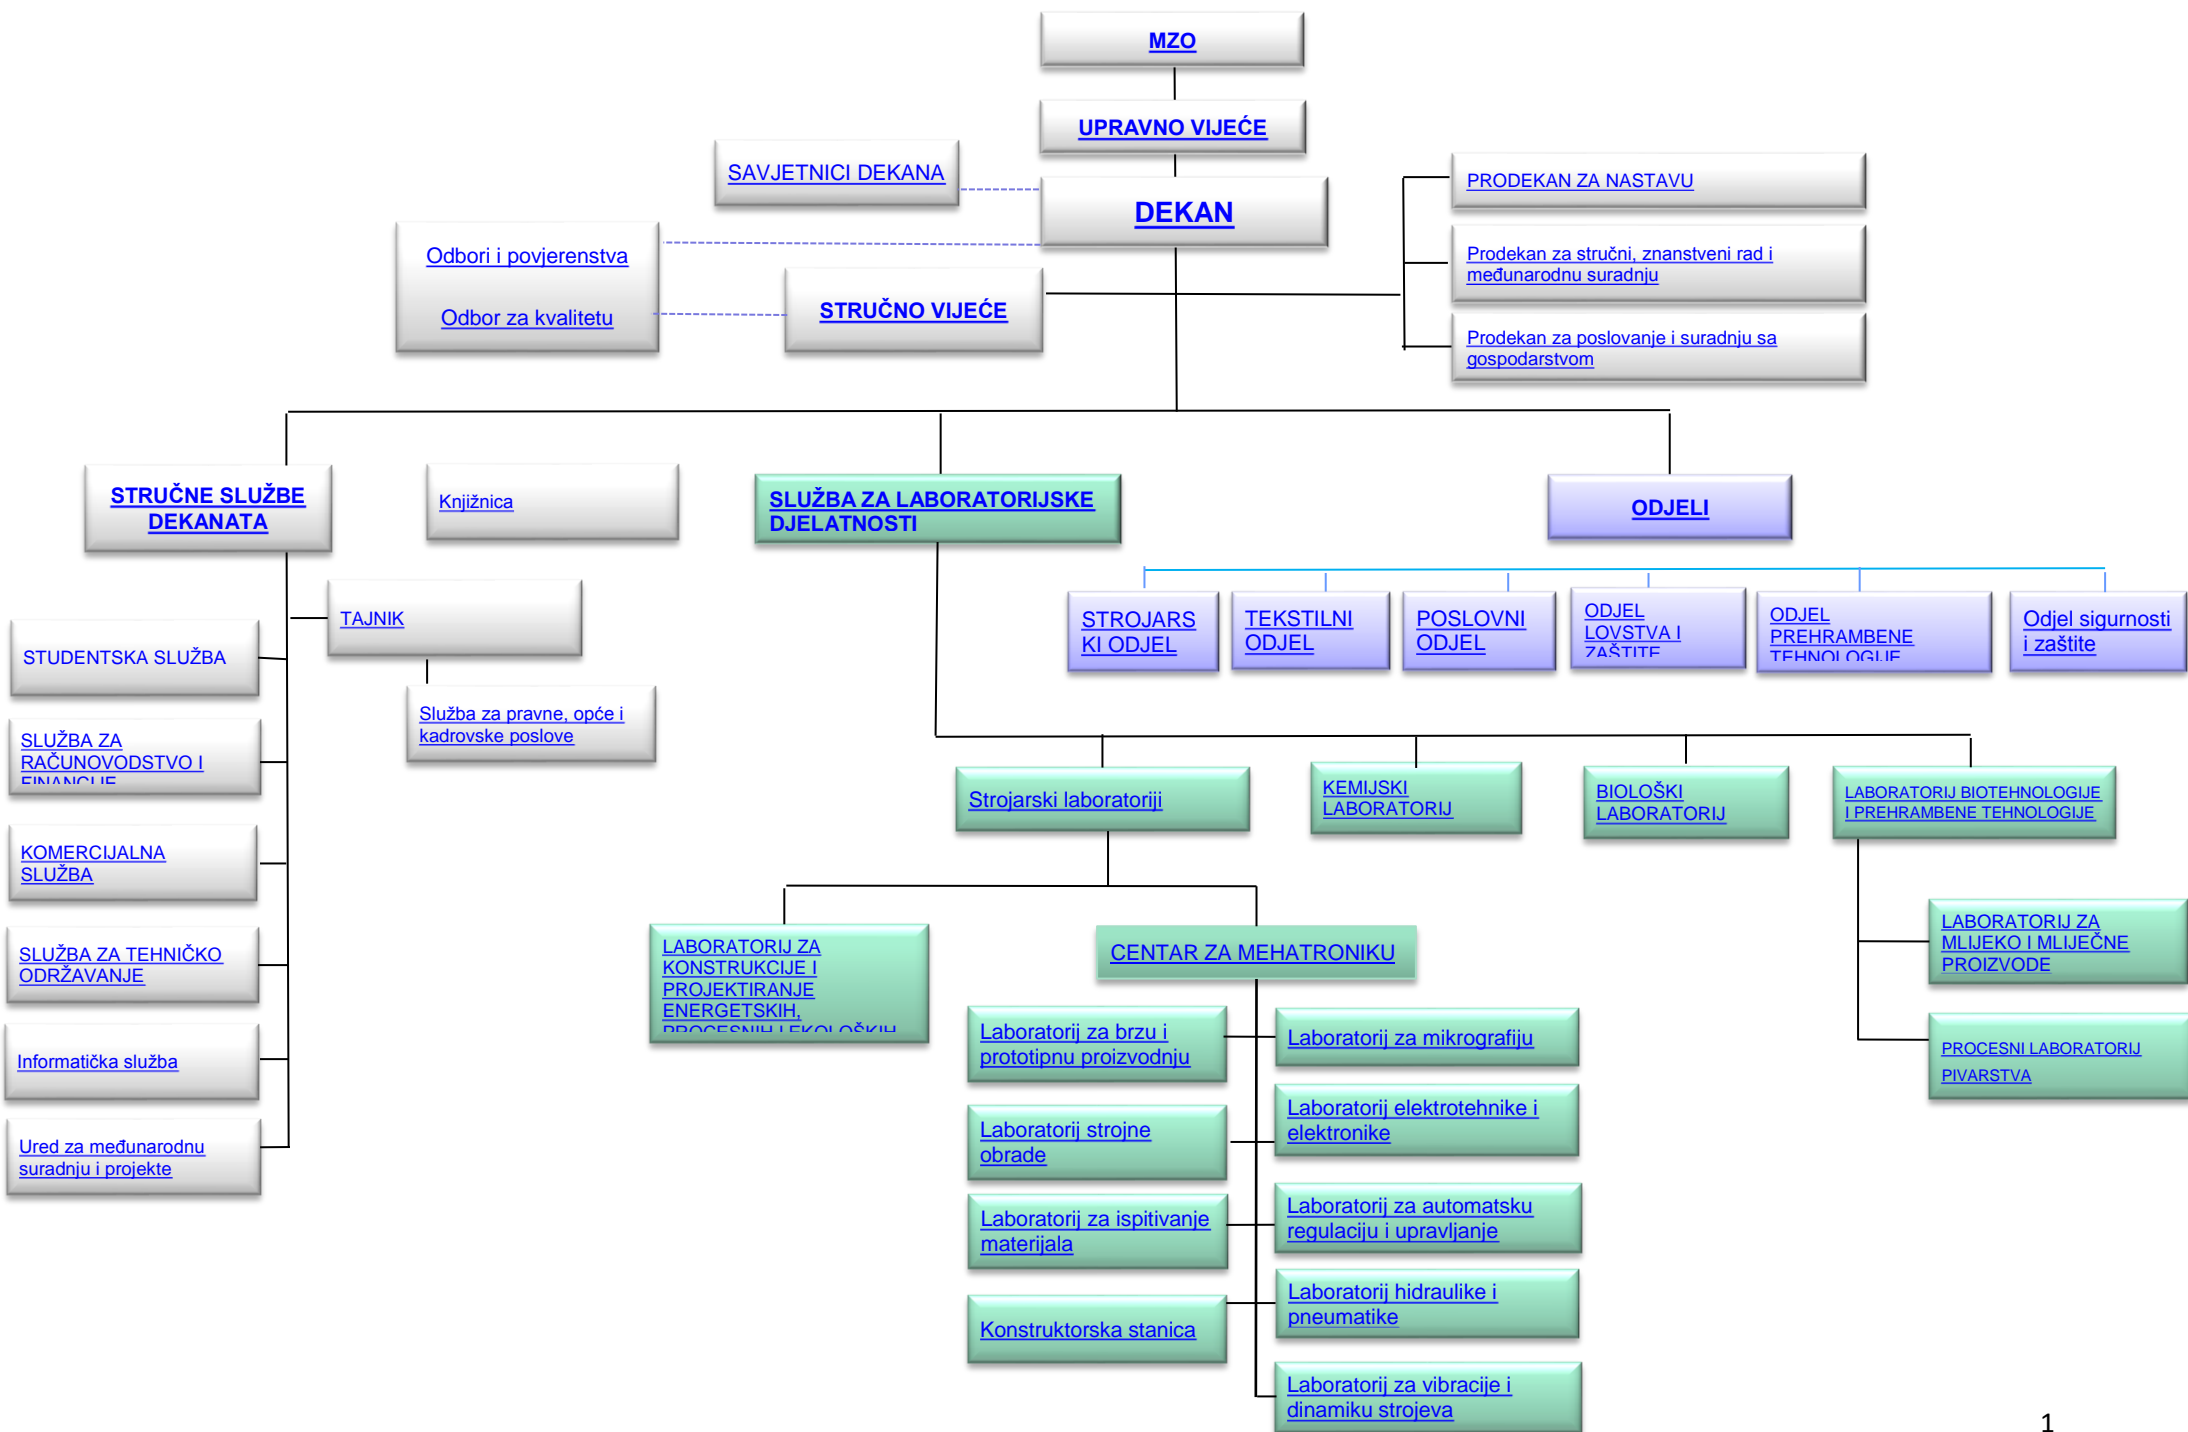 MZO
UPRAVNO VIJEĆE
SAVJETNICI DEKANA
DEKAN
PRODEKAN ZA NASTAVU
Odbori i povjerenstva
Prodekan za stručni, znanstveni rad i
međunarodnu suradnju
Odbor za kvalitetu
STRUČNO VIJEĆE
Prodekan za poslovanje i suradnju sa
gospodarstvom
STRUČNE SLUŽBE
DEKANATA
Knjižnica
SLUŽBA ZA LABORATORIJSKE
DJELATNOSTI
ODJELI
TAJNIK
STROJARS
KI ODJEL
TEKSTILNI
ODJEL
POSLOVNI
ODJEL
ODJEL
LOVSTVA I
ZAŠTITE
ODJEL
PREHRAMBENE
TEHNOLOGIJE
Odjel sigurnosti
i zaštite
STUDENTSKA SLUŽBA
Služba za pravne, opće i
kadrovske poslove
SLUŽBA ZA
RAČUNOVODSTVO I
FINANCIJE
Strojarski laboratoriji
KEMIJSKI
LABORATORIJ
BIOLOŠKI
LABORATORIJ
LABORATORIJ BIOTEHNOLOGIJE
I PREHRAMBENE TEHNOLOGIJE
KOMERCIJALNA
SLUŽBA
SLUŽBA ZA TEHNIČKO
ODRŽAVANJE
LABORATORIJ ZA
KONSTRUKCIJE I
PROJEKTIRANJE
ENERGETSKIH,
PROCESNIH I EKOLOŠKIH
CENTAR ZA MEHATRONIKU
LABORATORIJ ZA
MLIJEKO I MLIJEČNE
PROIZVODE
Informatička služba
Laboratorij za brzu i
prototipnu proizvodnju
Laboratorij za mikrografiju
PROCESNI LABORATORIJ
PIVARSTVA
Ured za međunarodnu
suradnju i projekte
Laboratorij strojne
obrade
Laboratorij elektrotehnike i
elektronike
Laboratorij za ispitivanje
materijala
Laboratorij za automatsku
regulaciju i upravljanje
Konstruktorska stanica
Laboratorij hidraulike i
pneumatike
Laboratorij za vibracije i
dinamiku strojeva
1